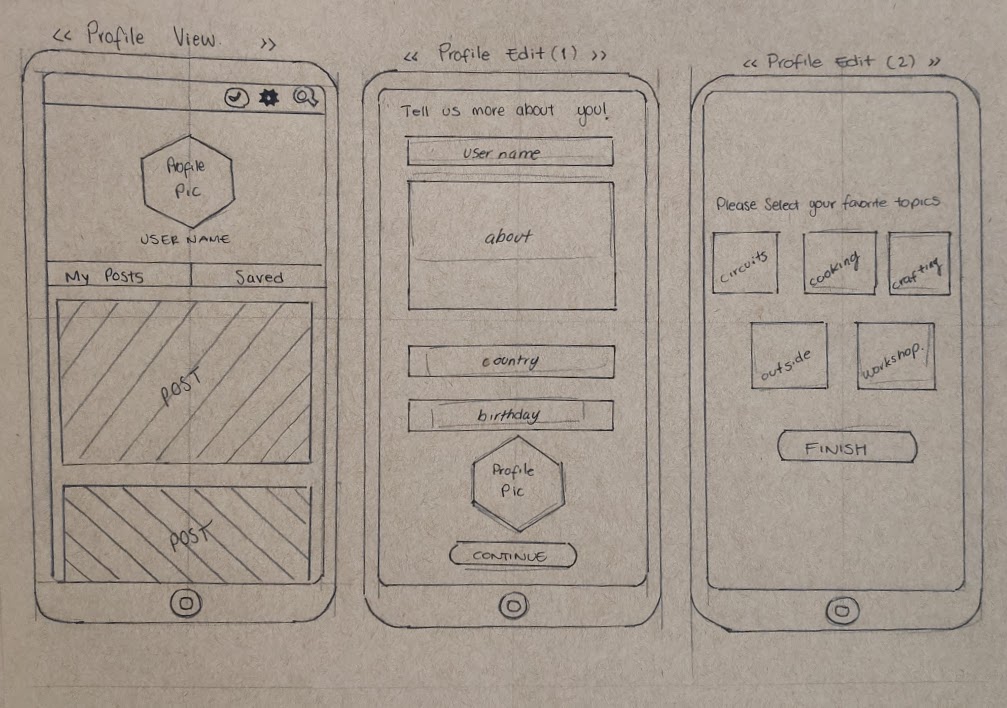 << Profile View. >>
Profile
Pic
USER NAME
My Posts
Saved
POST
POST
<< Profile Edit (1) >>
Tell us more about you!
user name
about
country
birthday
Profile
Pic
CONTINUE
<< Profile Edit (2) >>
Please Select your favorite topics
circuits
cooking
crafting
outside
workshop.
FINISH